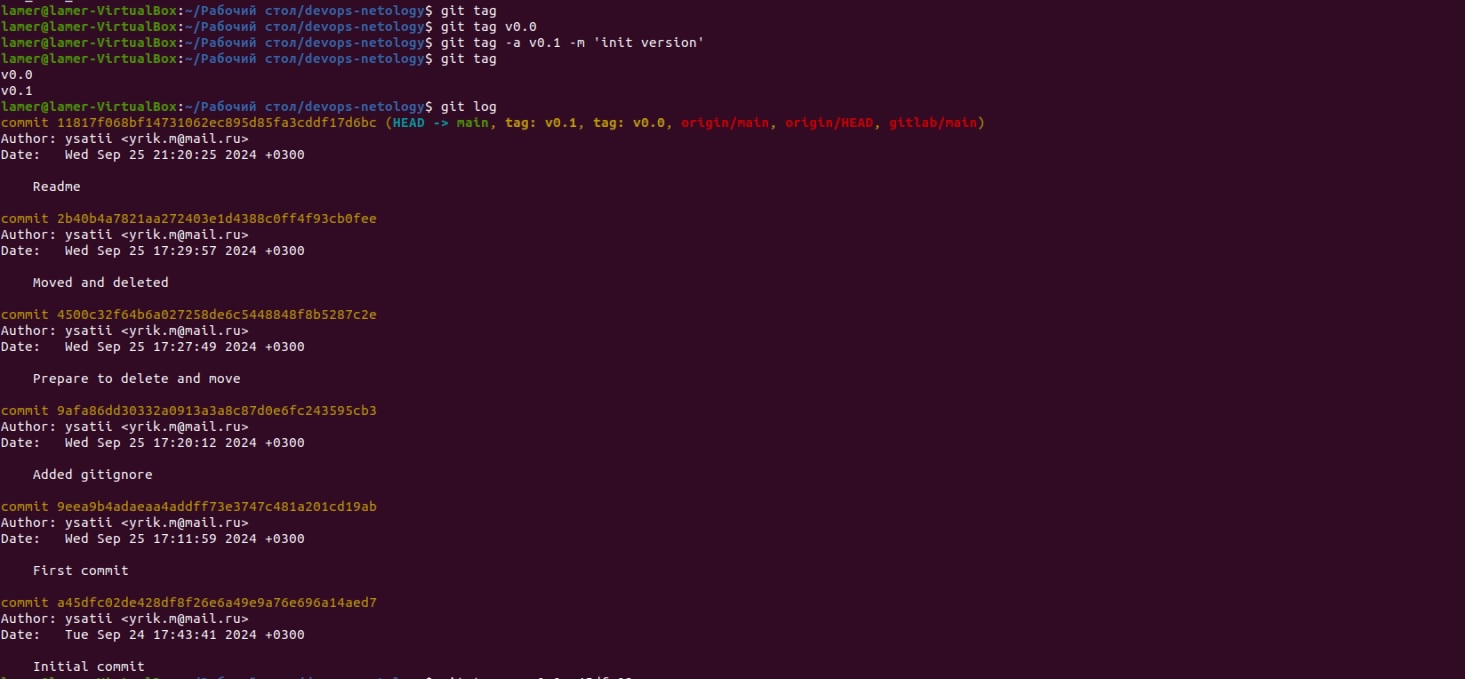 lamer@lamer-VirtualBox:~/Рабочий стол/devops-netology$ git tag
lamer@lamer-VirtualBox:~/Рабочий стол/devops-netology$ git tag v0.0
lamer@lamer-VirtualBox:~/Рабочий стол/devops-netology$ git tag -a v0.1 -m 'init version'
lamer@lamer-VirtualBox:~/Рабочий стол/devops-netology$ git tag
v0.0
v0.1
lamer@lamer-VirtualBox:~/Рабочий стол/devops-netology$ git log
commit 11817f068bf14731062ec895d85fa3cddf17d6bc (HEAD -> main, tag: v0.1, tag: v0.0, origin/main, origin/HEAD, gitlab/main)
Author: ysatii <yrik.m@mail.ru>
Date:   Wed Sep 25 21:20:25 2024 +0300
Readme
commit 2b40b4a7821aa272403e1d4388c0ff4f93cb0fee
Author: ysatii <yrik.m@mail.ru>
Date:   Wed Sep 25 17:29:57 2024 +0300
Moved and deleted
commit 4500c32f64b6a027258de6c5448848f8b5287c2e
Author: ysatii <yrik.m@mail.ru>
Date:   Wed Sep 25 17:27:49 2024 +0300
Prepare to delete and move
commit 9afa86dd30332a0913a3a8c87d0e6fc243595cb3
Author: ysatii <yrik.m@mail.ru>
Date:   Wed Sep 25 17:20:12 2024 +0300
Added gitignore
commit 9eea9b4adaeaa4addff73e3747c481a201cd19ab
Author: ysatii <yrik.m@mail.ru>
Date:   Wed Sep 25 17:11:59 2024 +0300
First commit
commit a45dfc02de428df8f26e6a49e9a76e696a14aed7
Author: ysatii <yrik.m@mail.ru>
Date:   Tue Sep 24 17:43:41 2024 +0300
Initial commit